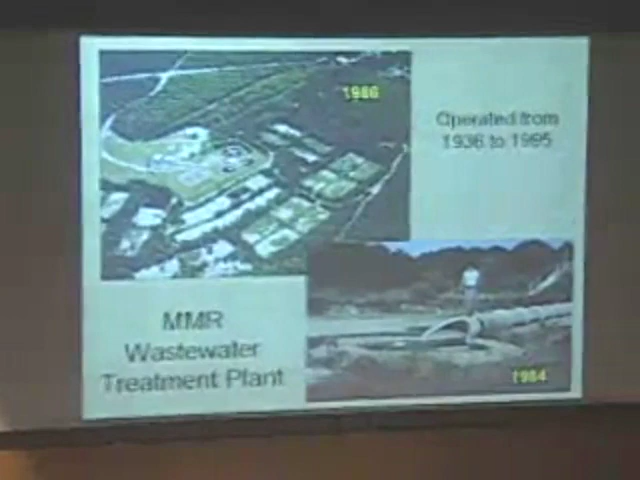 1986
Operated from
1936 to 1995
MMR
Wastewater
Treatment Plant
1984